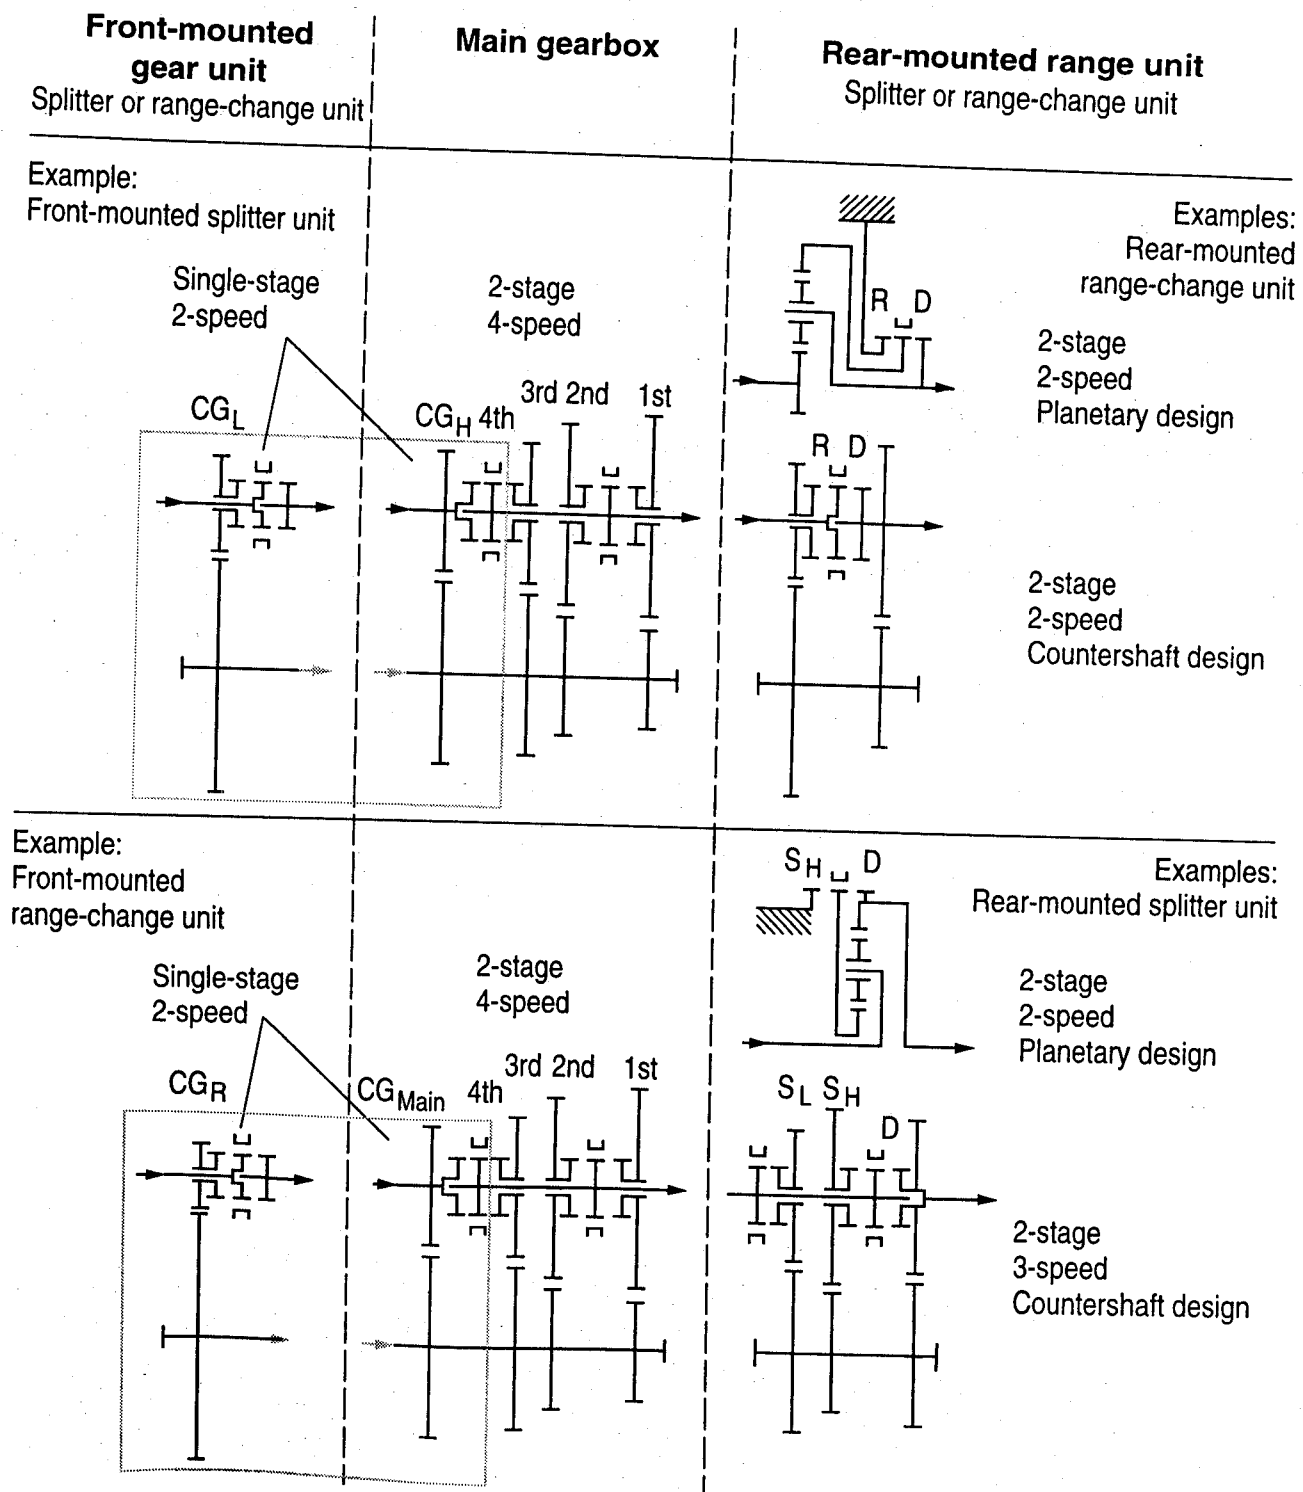 Front-mounted
gear unit
Splitter or range-change unit
Main gearbox
Rear-mounted range unit
Splitter or range-change unit
Example:
Front-mounted splitter unit
Single-stage
2-speed
CGL
2-stage
4-speed
CGH 4th 3rd 2nd 1st
Examples:
Rear-mounted
range-change unit
R D
2-stage
2-speed
Planetary design
R D
2-stage
2-speed
Countershaft design
Example:
Front-mounted
range-change unit
Single-stage
2-speed
CGR
2-stage
4-speed
CGMain 4th 3rd 2nd 1st
SH D
Examples:
Rear-mounted splitter unit
2-stage
2-speed
Planetary design
SL SH D
2-stage
3-speed
Countershaft design